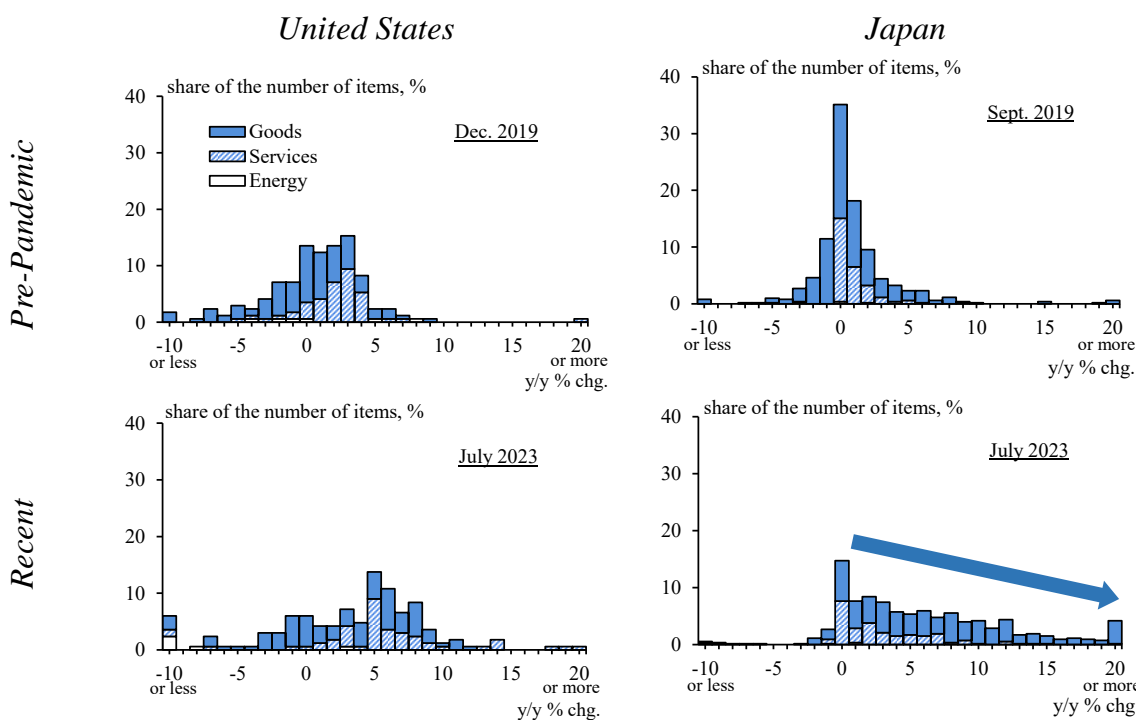 United States
Japan
Pre-Pandemic
share of the number of items, %
40
30
20
10
0
Goods
Services
Energy
Dec. 2019
-10 -5 0 5 10 15 20
or less or more
y/y % chg.
share of the number of items, %
40
30
20
10
0
Sept. 2019
-10 -5 0 5 10 15 20
or less or more
y/y % chg.
Recent
share of the number of items, %
40
30
20
10
0
July 2023
-10 -5 0 5 10 15 20
or less or more
y/y % chg.
share of the number of items, %
40
30
20
10
0
July 2023
-10 -5 0 5 10 15 20
or less or more
y/y % chg